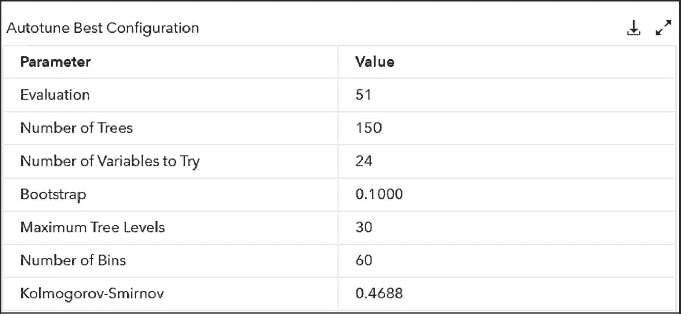 Autotune Best Configuration
Parameter Value
Evaluation 51
Number of Trees 150
Number of Variables to Try 24
Bootstrap 0.1000
Maximum Tree Levels 30
Number of Bins 60
Kolmogorov-Smirnov 0.4688